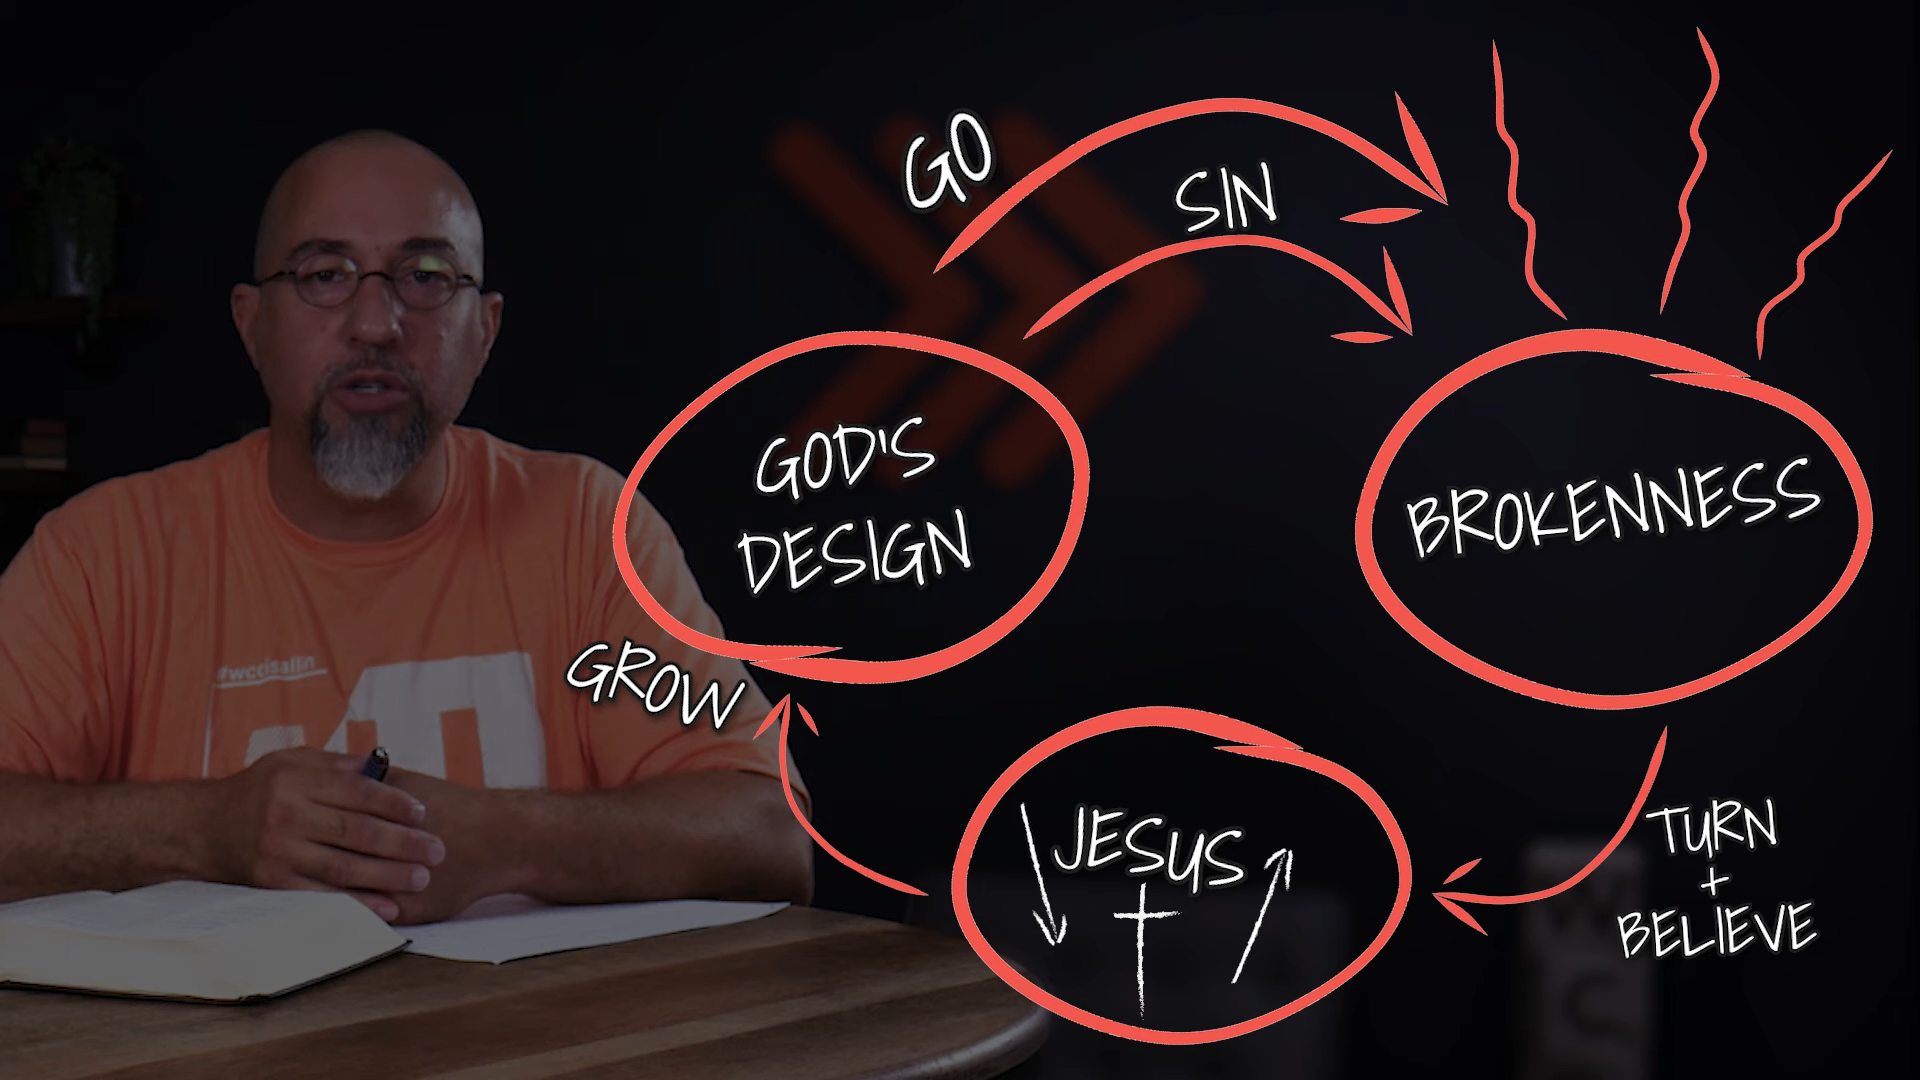 GO
SIN
GOD'S
DESIGN
BROKENNESS
GROW
JESUS
TURN
+
BELIEVE
#wccisallin